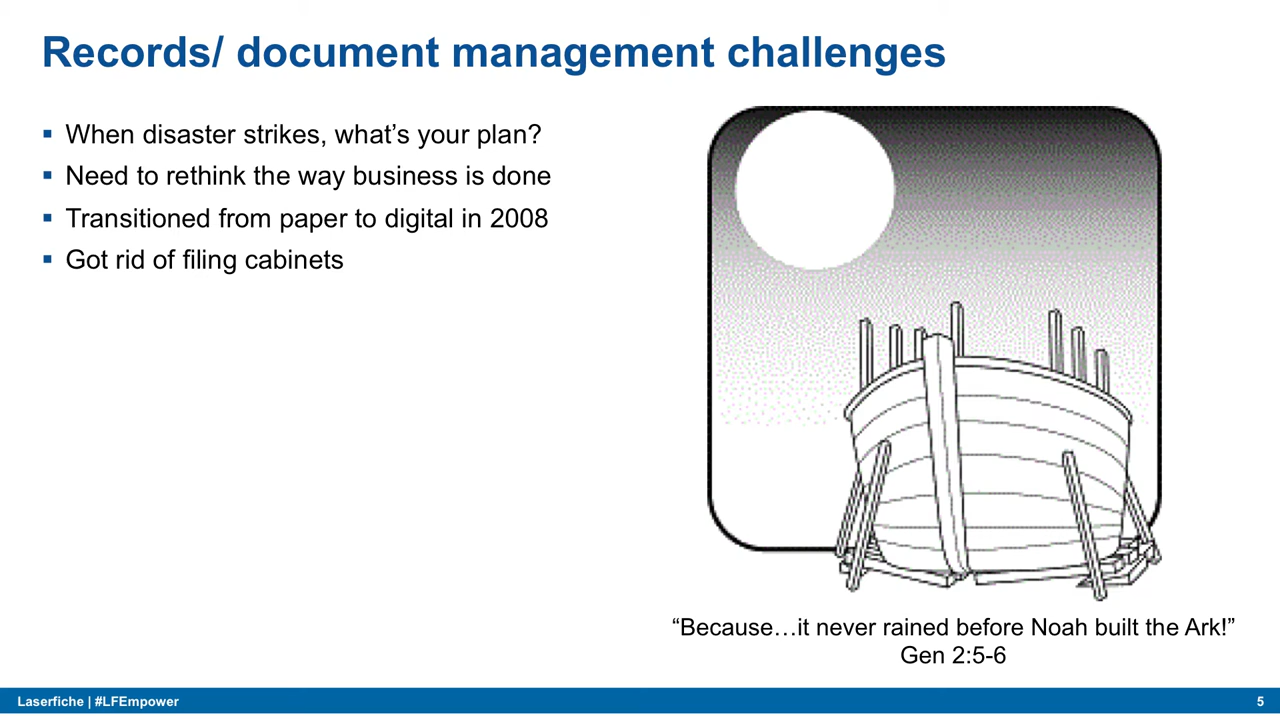 Records/ document management challenges
When disaster strikes, what’s your plan?
Need to rethink the way business is done
Transitioned from paper to digital in 2008
Got rid of filing cabinets
“Because…it never rained before Noah built the Ark!”
Gen 2:5-6
Laserfiche | #LFEmpower
5